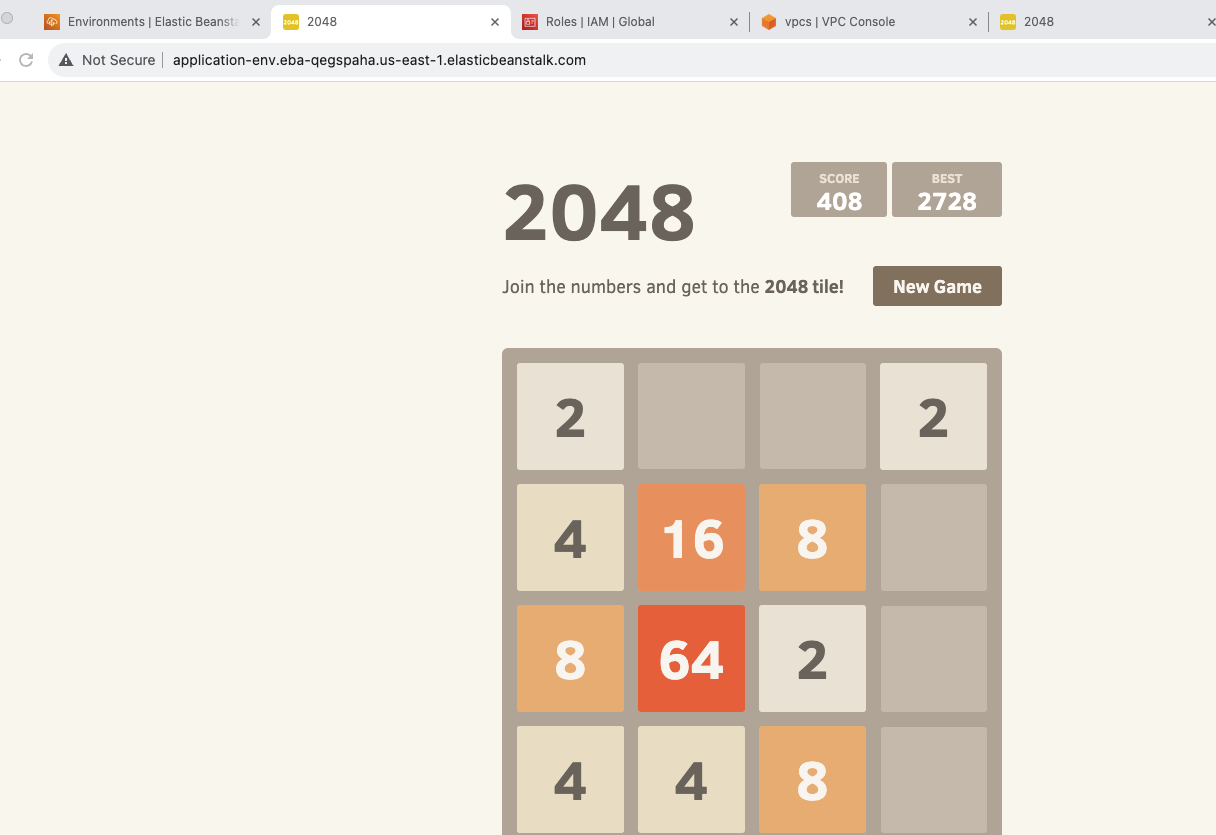 Environments | Elastic Beansta
2048
Roles | IAM | Global
vpcs | VPC Console
2048
Not Secure
application-env.eba-qegspaha.us-east-1.elasticbeanstalk.com
2048
SCORE
408
BEST
2728
Join the numbers and get to the 2048 tile!
New Game
2 2
4 16 8
8 64 2
4 4 8